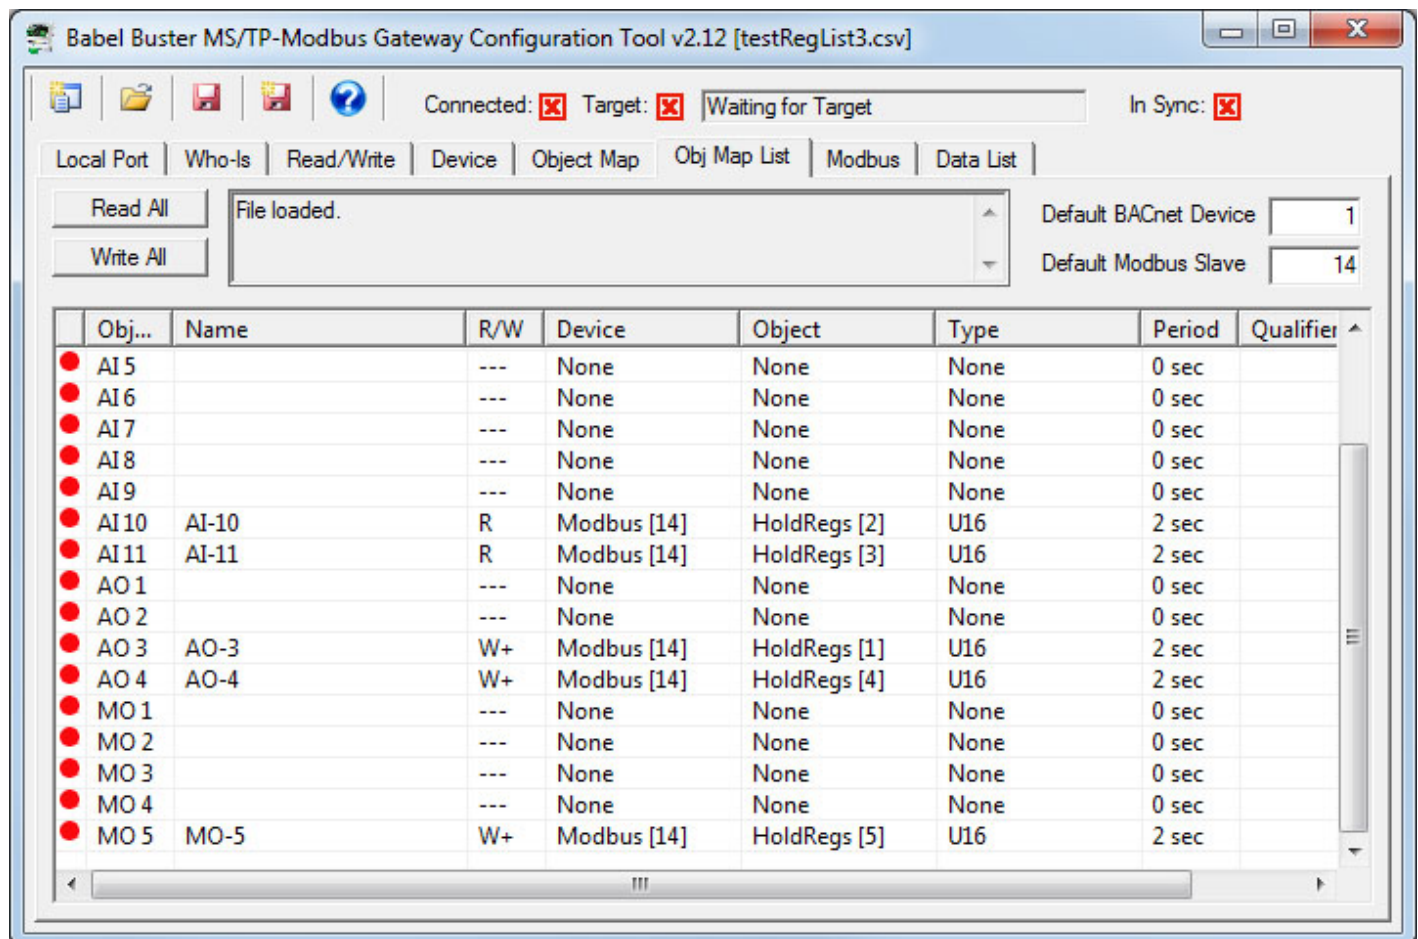 Babel Buster MS/TP-Modbus Gateway Configuration Tool v2.12 [testRegList3.csv]
Connected: Target: Waiting for Target In Sync:
Local Port Who-Is Read/Write Device Object Map Obj Map List Modbus Data List
Read All File loaded. Default BACnet Device 1
Write All Default Modbus Slave 14
Obj... Name R/W Device Object Type Period Qualifier
AI 5 --- None None None 0 sec
AI 6 --- None None None 0 sec
AI 7 --- None None None 0 sec
AI 8 --- None None None 0 sec
AI 9 --- None None None 0 sec
AI 10 AI-10 R Modbus [14] HoldRegs [2] U16 2 sec
AI 11 AI-11 R Modbus [14] HoldRegs [3] U16 2 sec
AO 1 --- None None None 0 sec
AO 2 --- None None None 0 sec
AO 3 AO-3 W+ Modbus [14] HoldRegs [1] U16 2 sec
AO 4 AO-4 W+ Modbus [14] HoldRegs [4] U16 2 sec
MO 1 --- None None None 0 sec
MO 2 --- None None None 0 sec
MO 3 --- None None None 0 sec
MO 4 --- None None None 0 sec
MO 5 MO-5 W+ Modbus [14] HoldRegs [5] U16 2 sec